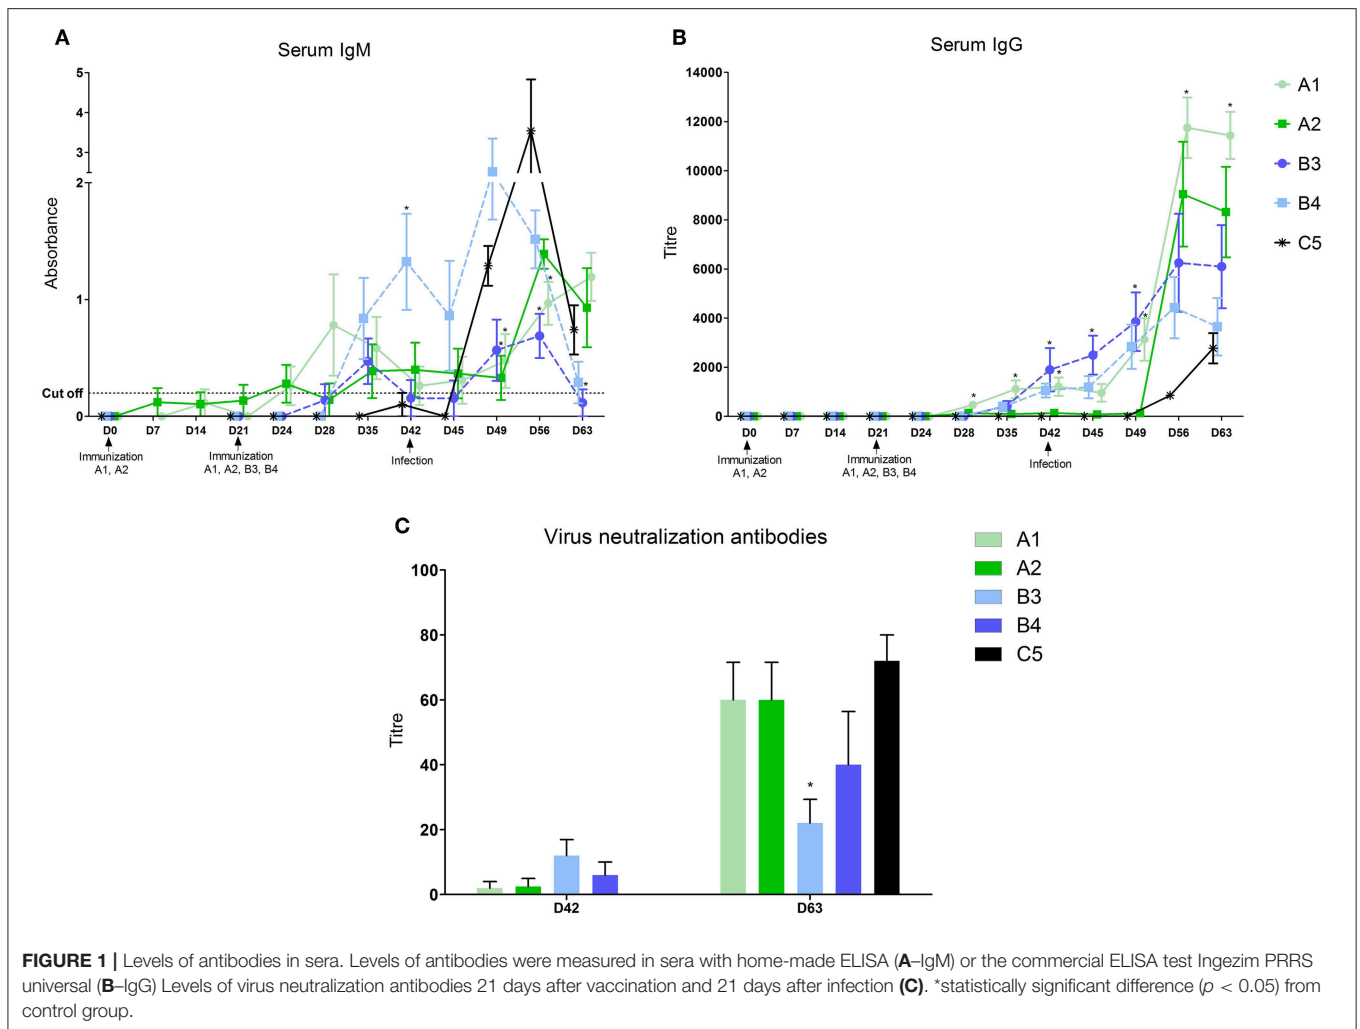 A
Serum IgM
Absorbance
5
4
3
2
1
0
Cut off
D0 D7 D14 D21 D24 D28 D35 D42 D45 D49 D56 D63
Immunization
A1, A2
Immunization
A1, A2, B3, B4
Infection
* * * * * *
B
Serum IgG
Titre
14000
12000
10000
8000
6000
4000
2000
0
D0 D7 D14 D21 D24 D28 D35 D42 D45 D49 D56 D63
Immunization
A1, A2
Immunization
A1, A2, B3, B4
Infection
* * * * * * * * *
A1
A2
B3
B4
C5
C
Virus neutralization antibodies
Titre
100
80
60
40
20
0
*
D42 D63
A1
A2
B3
B4
C5
FIGURE 1 | Levels of antibodies in sera. Levels of antibodies were measured in sera with home-made ELISA (A–IgM) or the commercial ELISA test Ingezim PRRS
universal (B–IgG) Levels of virus neutralization antibodies 21 days after vaccination and 21 days after infection (C). *statistically significant difference (p < 0.05) from
control group.